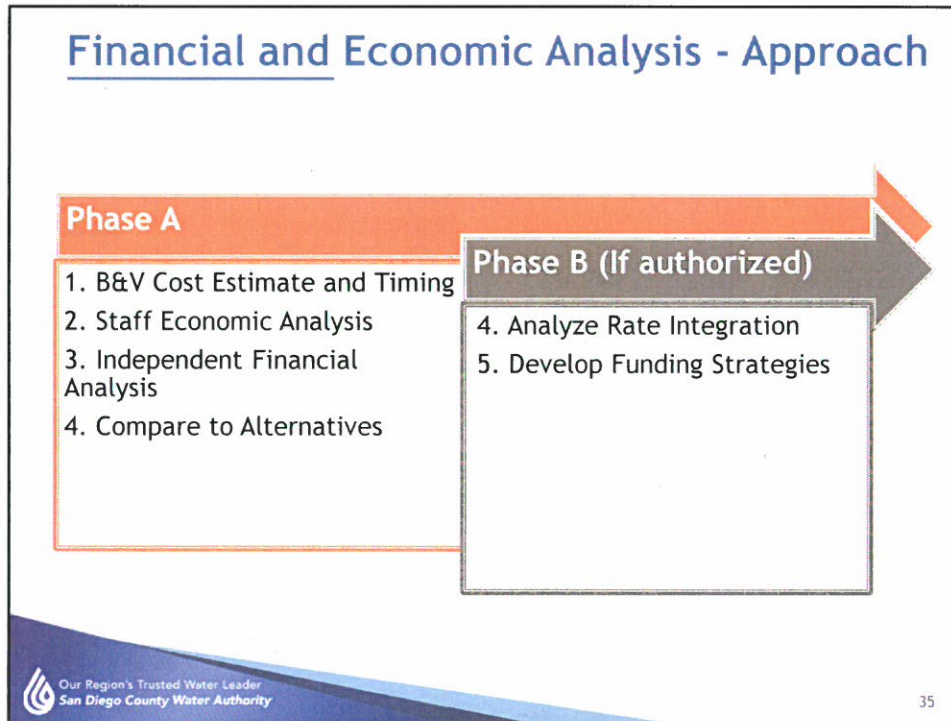 Financial and Economic Analysis - Approach
Phase A
1. B&V Cost Estimate and Timing
2. Staff Economic Analysis
3. Independent Financial
Analysis
4. Compare to Alternatives
Phase B (If authorized)
4. Analyze Rate Integration
5. Develop Funding Strategies
Our Region's Trusted Water Leader
San Diego County Water Authority
35